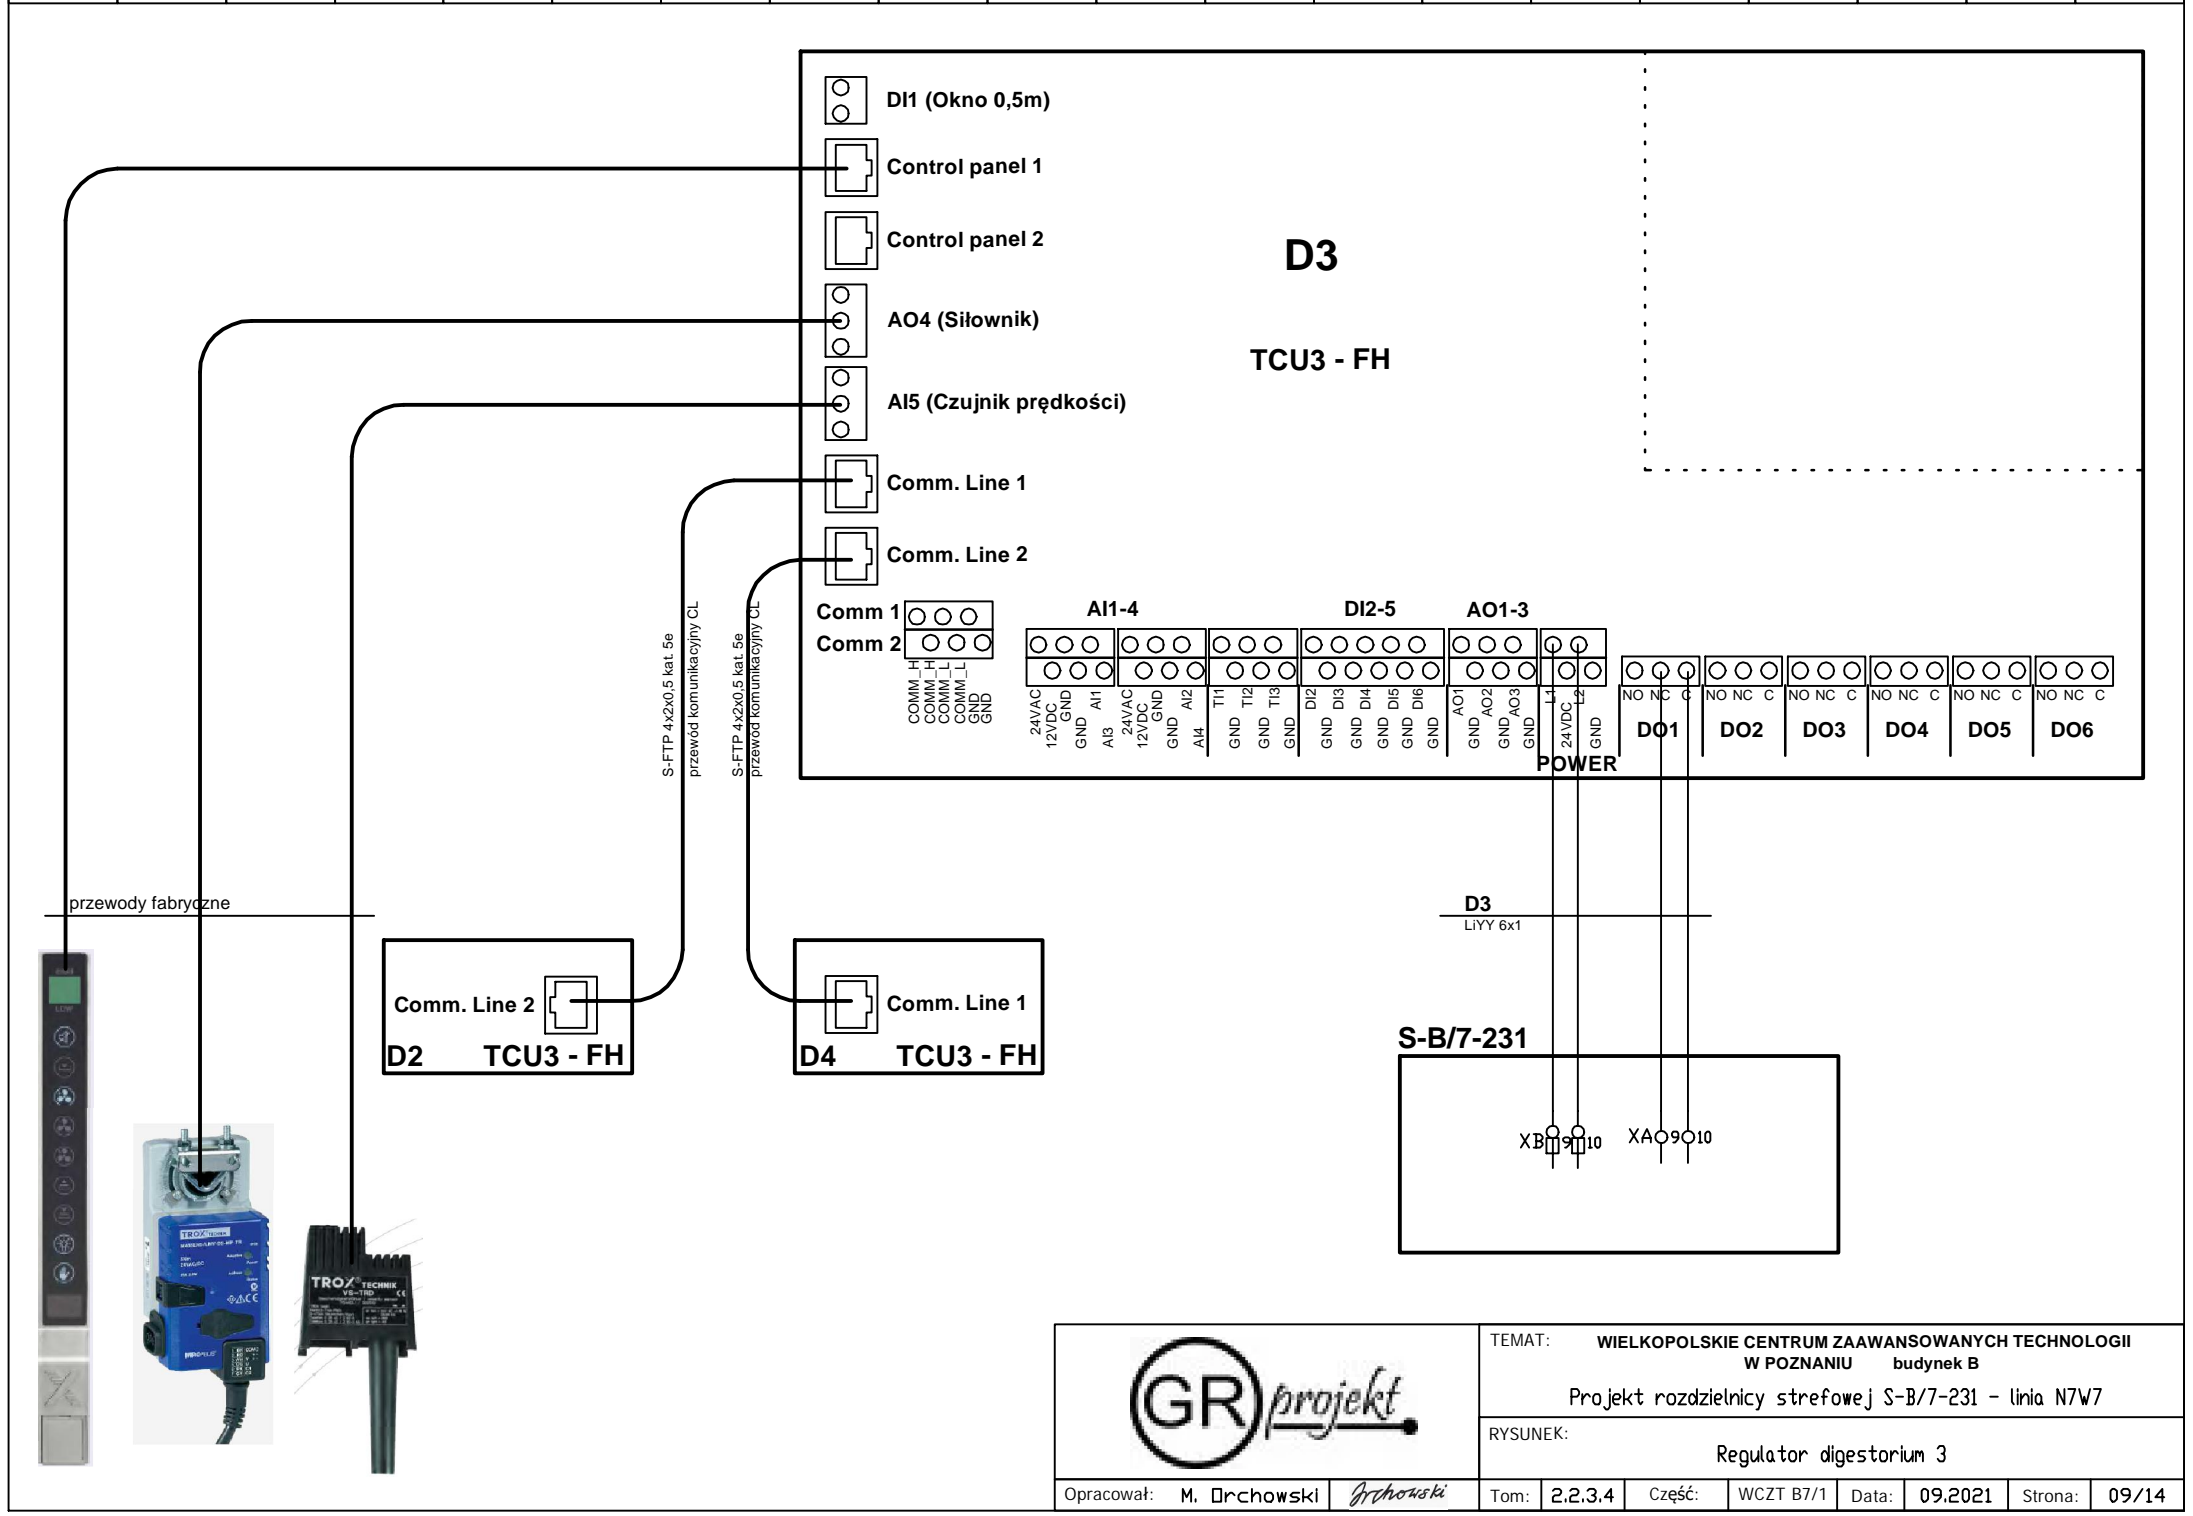 DI1 (Okno 0,5m)
Control panel 1
Control panel 2
D3
AO4 (Siłownik)
TCU3 - FH
AI5 (Czujnik prędkości)
Comm. Line 1
Comm. Line 2
S-FTP 4x2x0,5 kat. 5e
przewód komunikacyjny CL
S-FTP 4x2x0,5 kat. 5e
przewód komunikacyjny CL
Comm 1
Comm 2
COMM_H
COMM_H
COMM_L
COMM_L
GND
GND
AI1-4
DI2-5
AO1-3
24VAC
12VDC
GND
GND
AI1
AI3
24VAC
12VDC
GND
GND
AI2
AI4
TI1
GND
TI2
GND
TI3
GND
DI2
GND
DI3
GND
DI4
GND
DI5
GND
DI6
GND
AO1
GND
AO2
GND
AO3
GND
L1
24VDC
L2
GND
POWER
NO NC C
NO NC C
NO NC C
NO NC C
NO NC C
NO NC C
DO1
DO2
DO3
DO4
DO5
DO6
przewody fabryczne
D3
LiYY 6x1
Comm. Line 2
D2 TCU3 - FH
Comm. Line 1
D4 TCU3 - FH
S-B/7-231
XB 9 10
XA 9 10
TROX TECHNIK
TROX® TECHNIK
VS-TRD
GR projekt
TEMAT: WIELKOPOLSKIE CENTRUM ZAAWANSOWANYCH TECHNOLOGII
W POZNANIU budynek B
Projekt rozdzielnicy strefowej S-B/7-231 - linia N7W7
RYSUNEK:
Regulator digestorium 3
Opracował: M. Orchowski Orchowski
Tom: 2.2.3.4 Część: WCZT B7/1 Data: 09.2021 Strona: 09/14